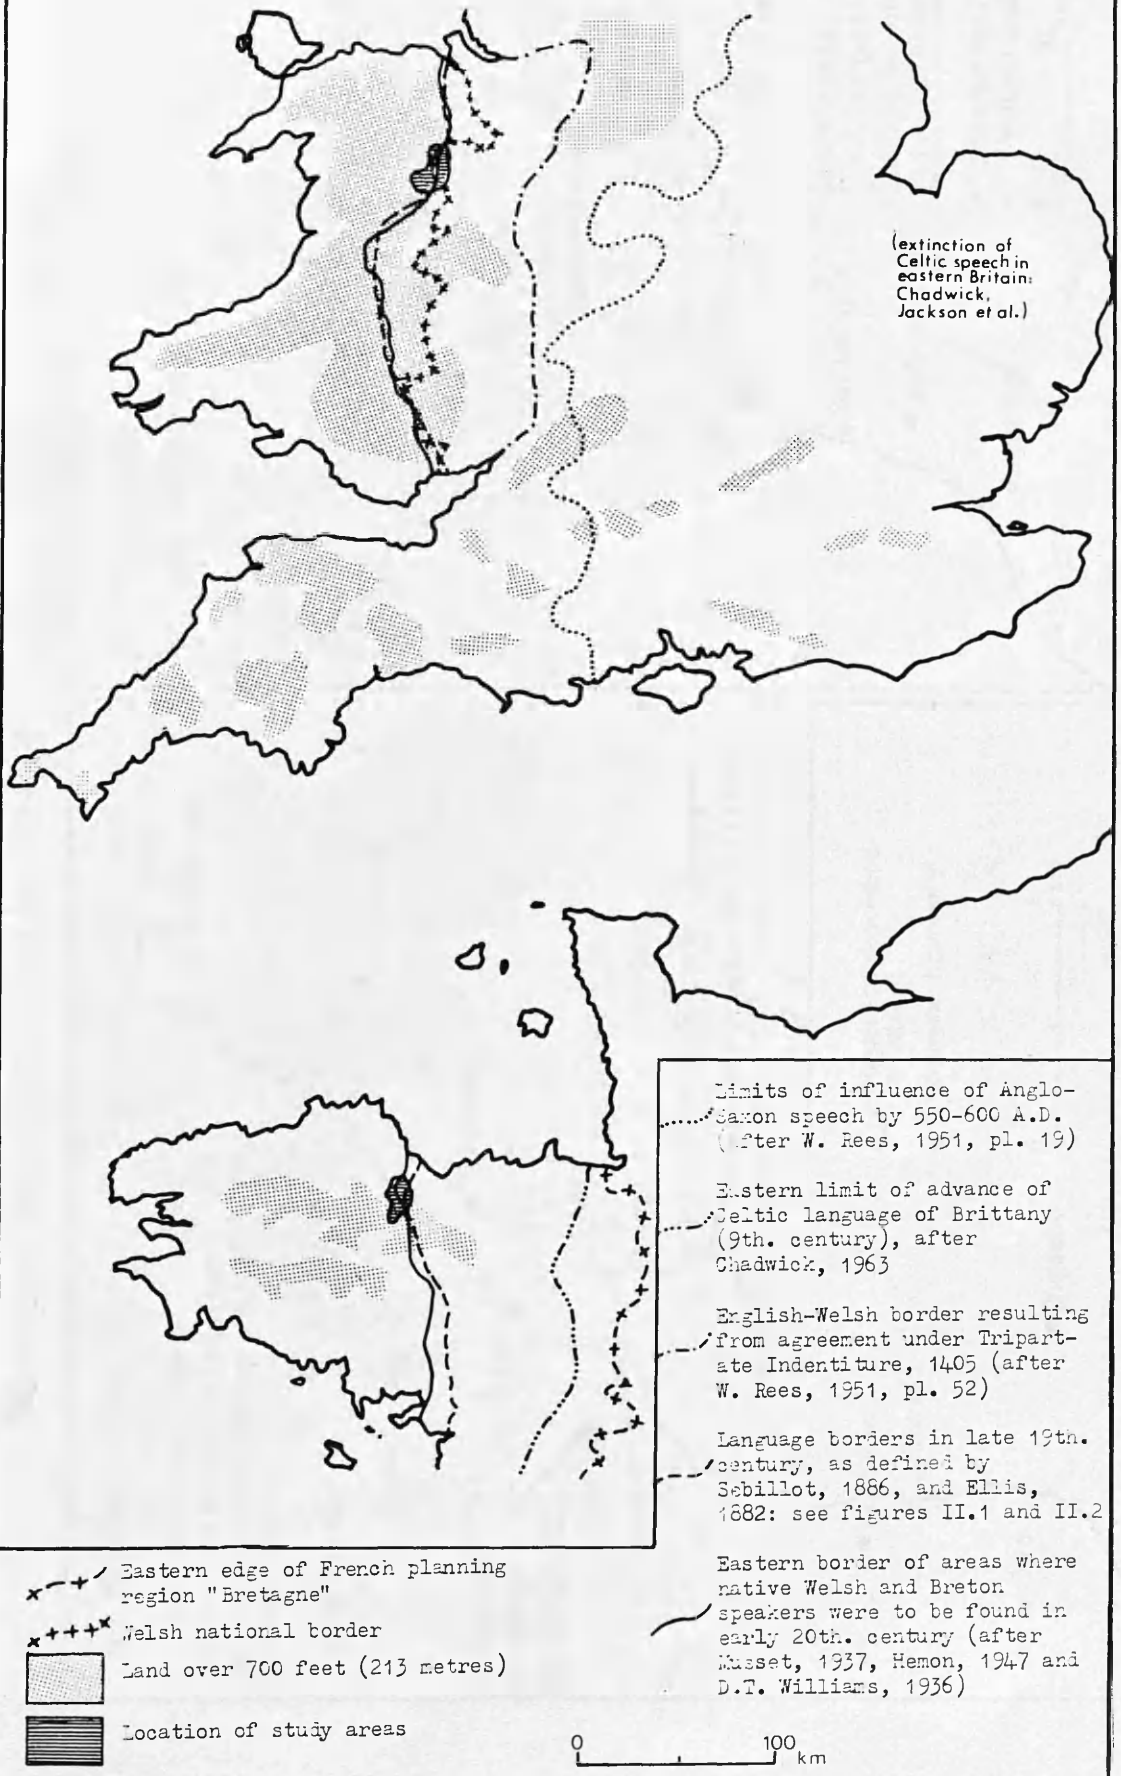 (extinction of
Celtic speech in
eastern Britain:
Chadwick,
Jackson et al.)
Limits of influence of Anglo-
Saxon speech by 550-600 A.D.
(after W. Rees, 1951, pl. 19)
Eastern limit of advance of
Celtic language of Brittany
(9th. century), after
Chadwick, 1963
English-Welsh border resulting
from agreement under Tripart-
ate Indentiture, 1405 (after
W. Rees, 1951, pl. 52)
Language borders in late 19th.
century, as defined by
Sebillot, 1886, and Ellis,
1882: see figures II.1 and II.2
Eastern border of areas where
native Welsh and Breton
speakers were to be found in
early 20th. century (after
Musset, 1937, Hemon, 1947 and
D.T. Williams, 1936)
Eastern edge of French planning
region "Bretagne"
Welsh national border
Land over 700 feet (213 metres)
Location of study areas
0 100
km